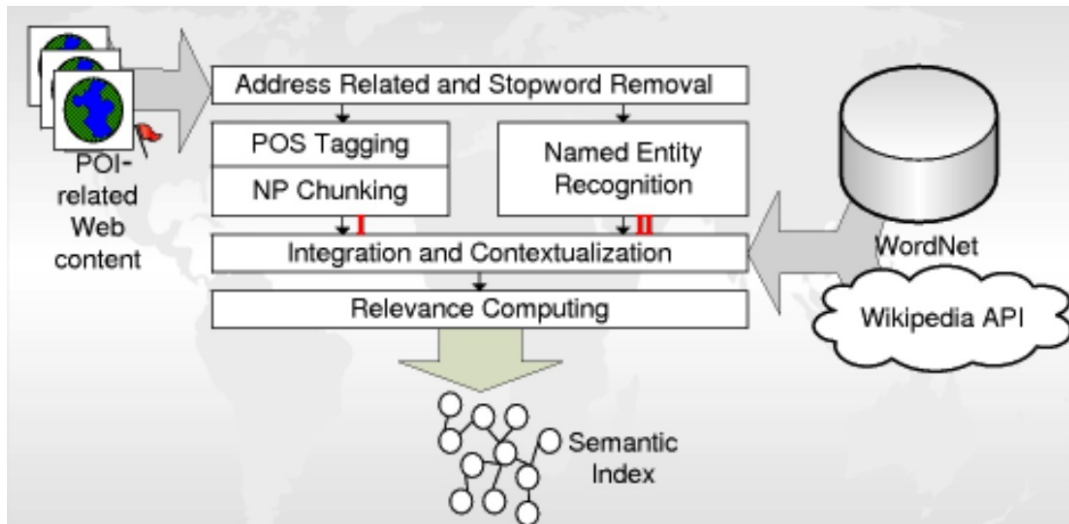 Address Related and Stopword Removal
POI-
related
Web
content
POS Tagging
NP Chunking
Named Entity
Recognition
I
II
Integration and Contextualization
WordNet
Relevance Computing
Wikipedia API
Semantic
Index